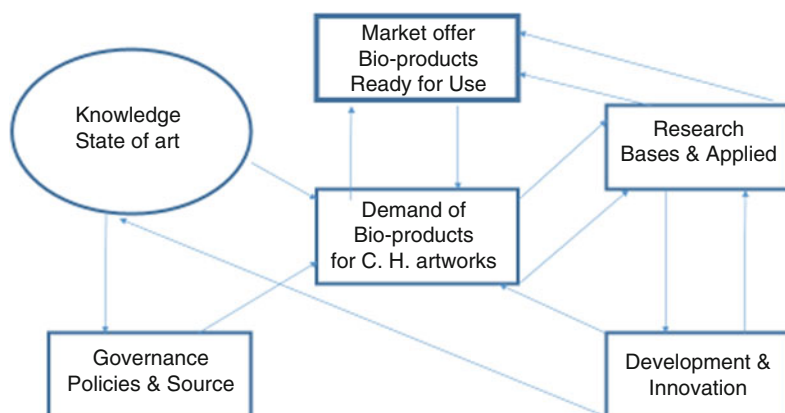 Market offer
Bio-products
Ready for Use
Knowledge
State of art
Research
Bases & Applied
Demand of
Bio-products
for C. H. artworks
Governance
Policies & Source
Development &
Innovation